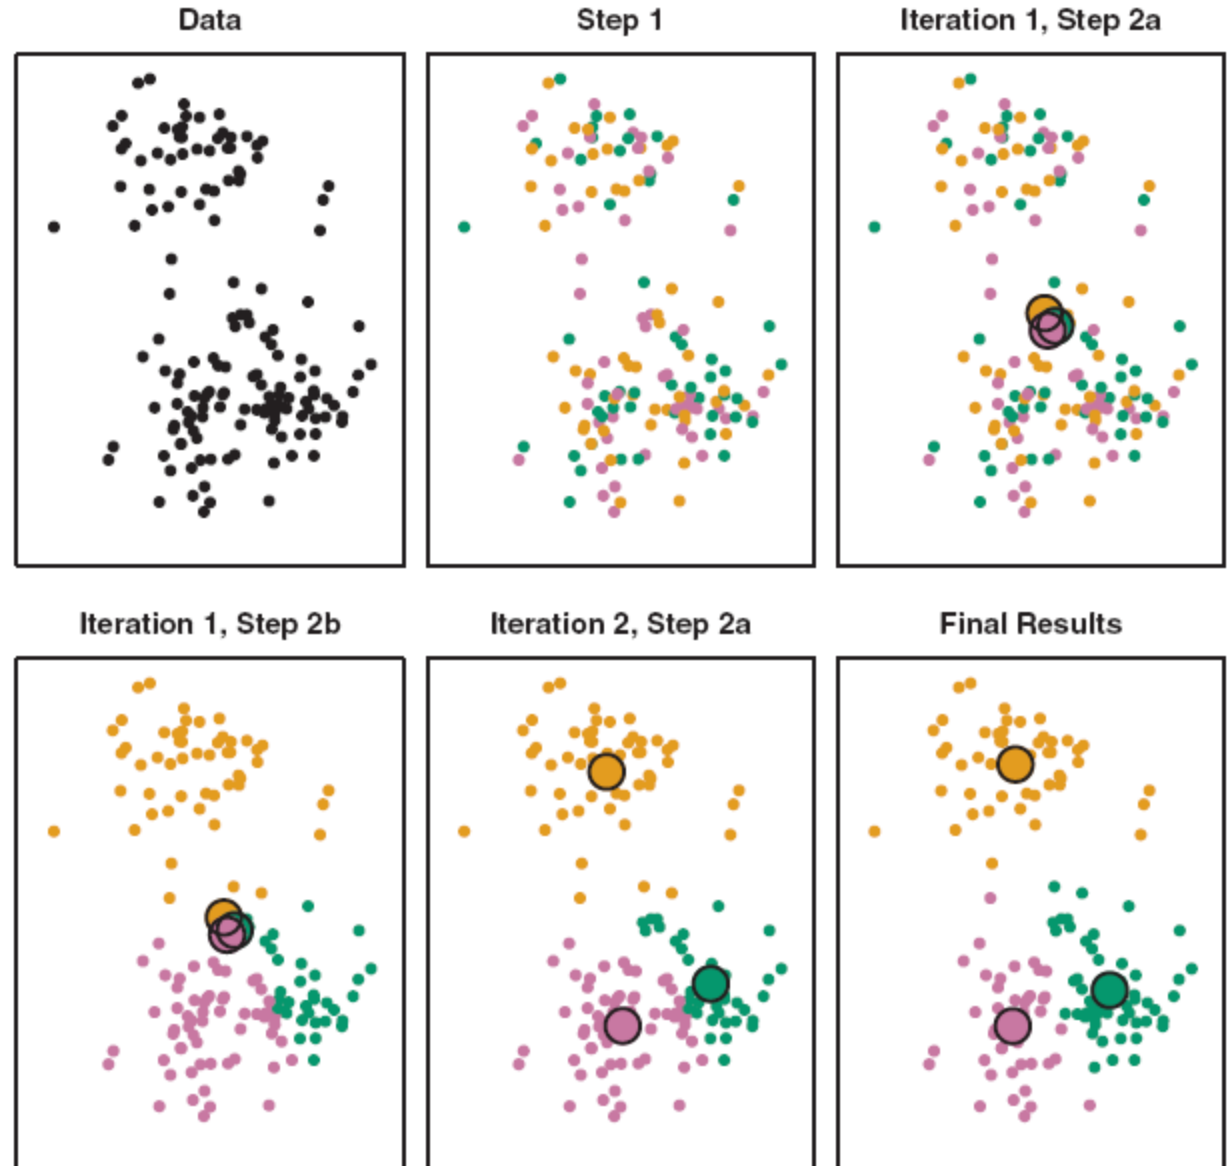 Data
Step 1
Iteration 1, Step 2a
Iteration 1, Step 2b
Iteration 2, Step 2a
Final Results